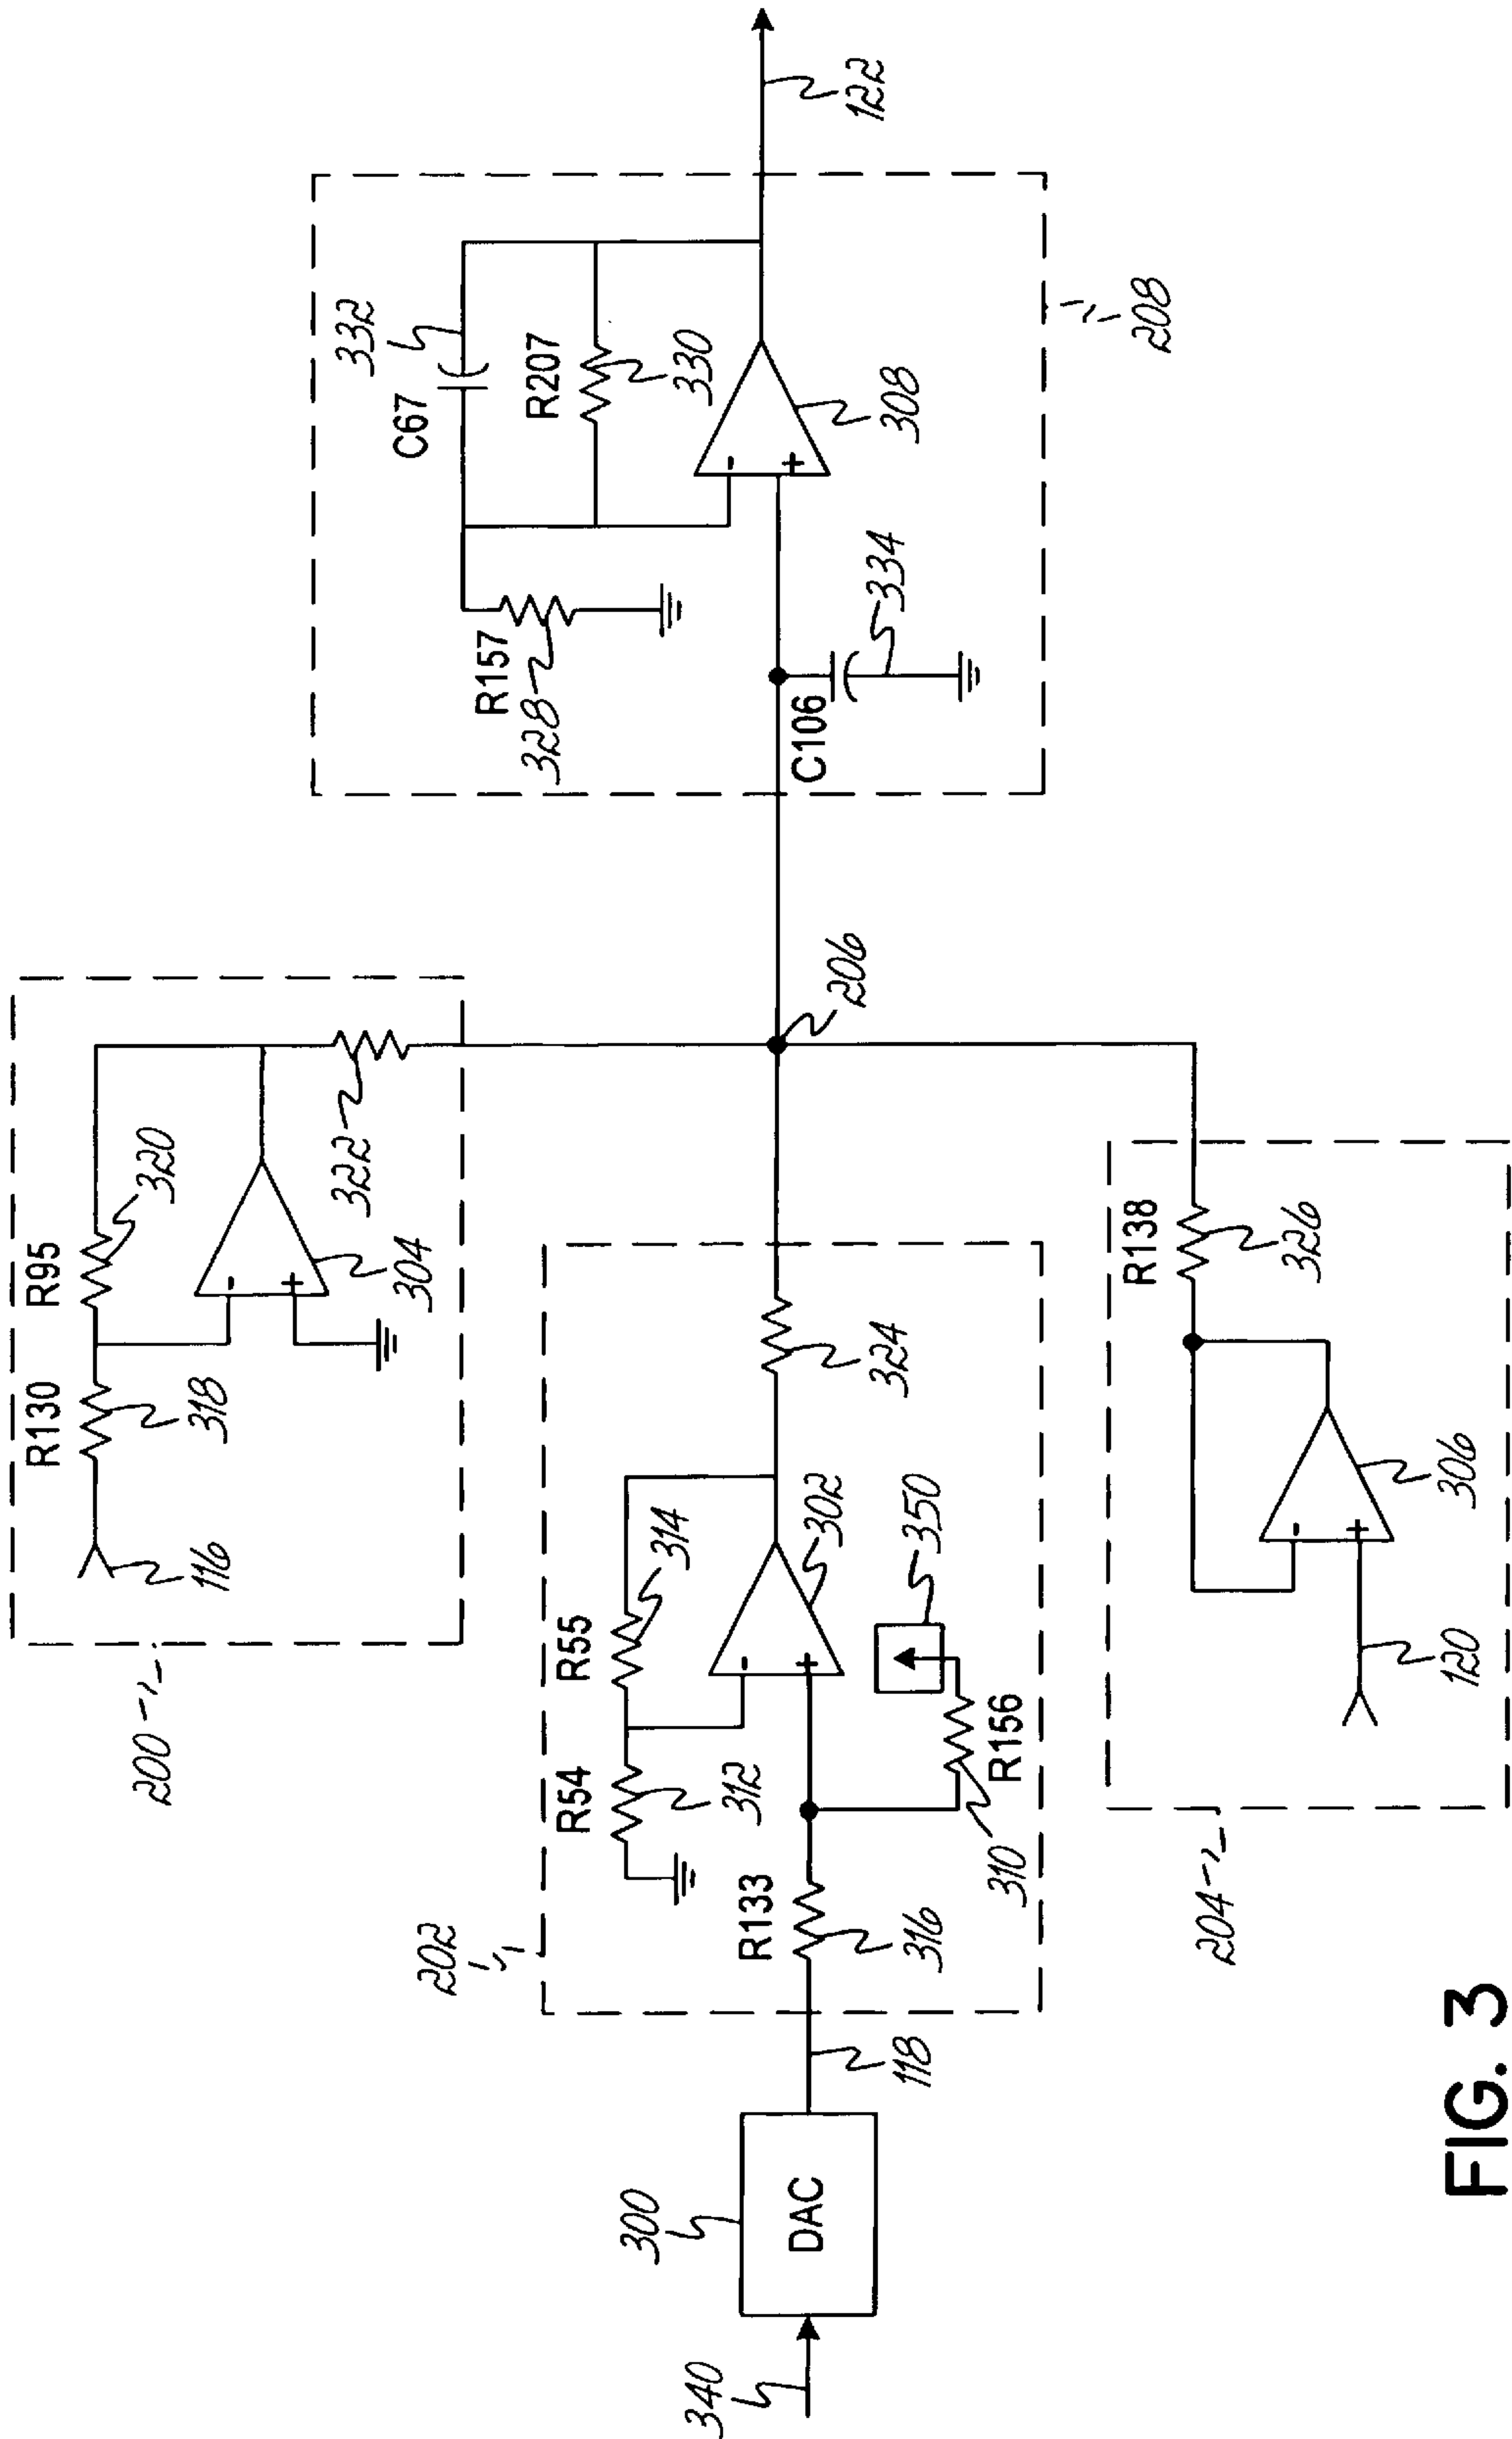 122
332
C67
R207
330
308
208
R157
328
C106
334
206
R95
320
322
304
R130
318
116
200
R138
326
306
120
204
324
R55
314
302
350
R54
312
R156
310
R133
316
202
118
300
DAC
340
- +
- +
- +
- +
FIG. 3